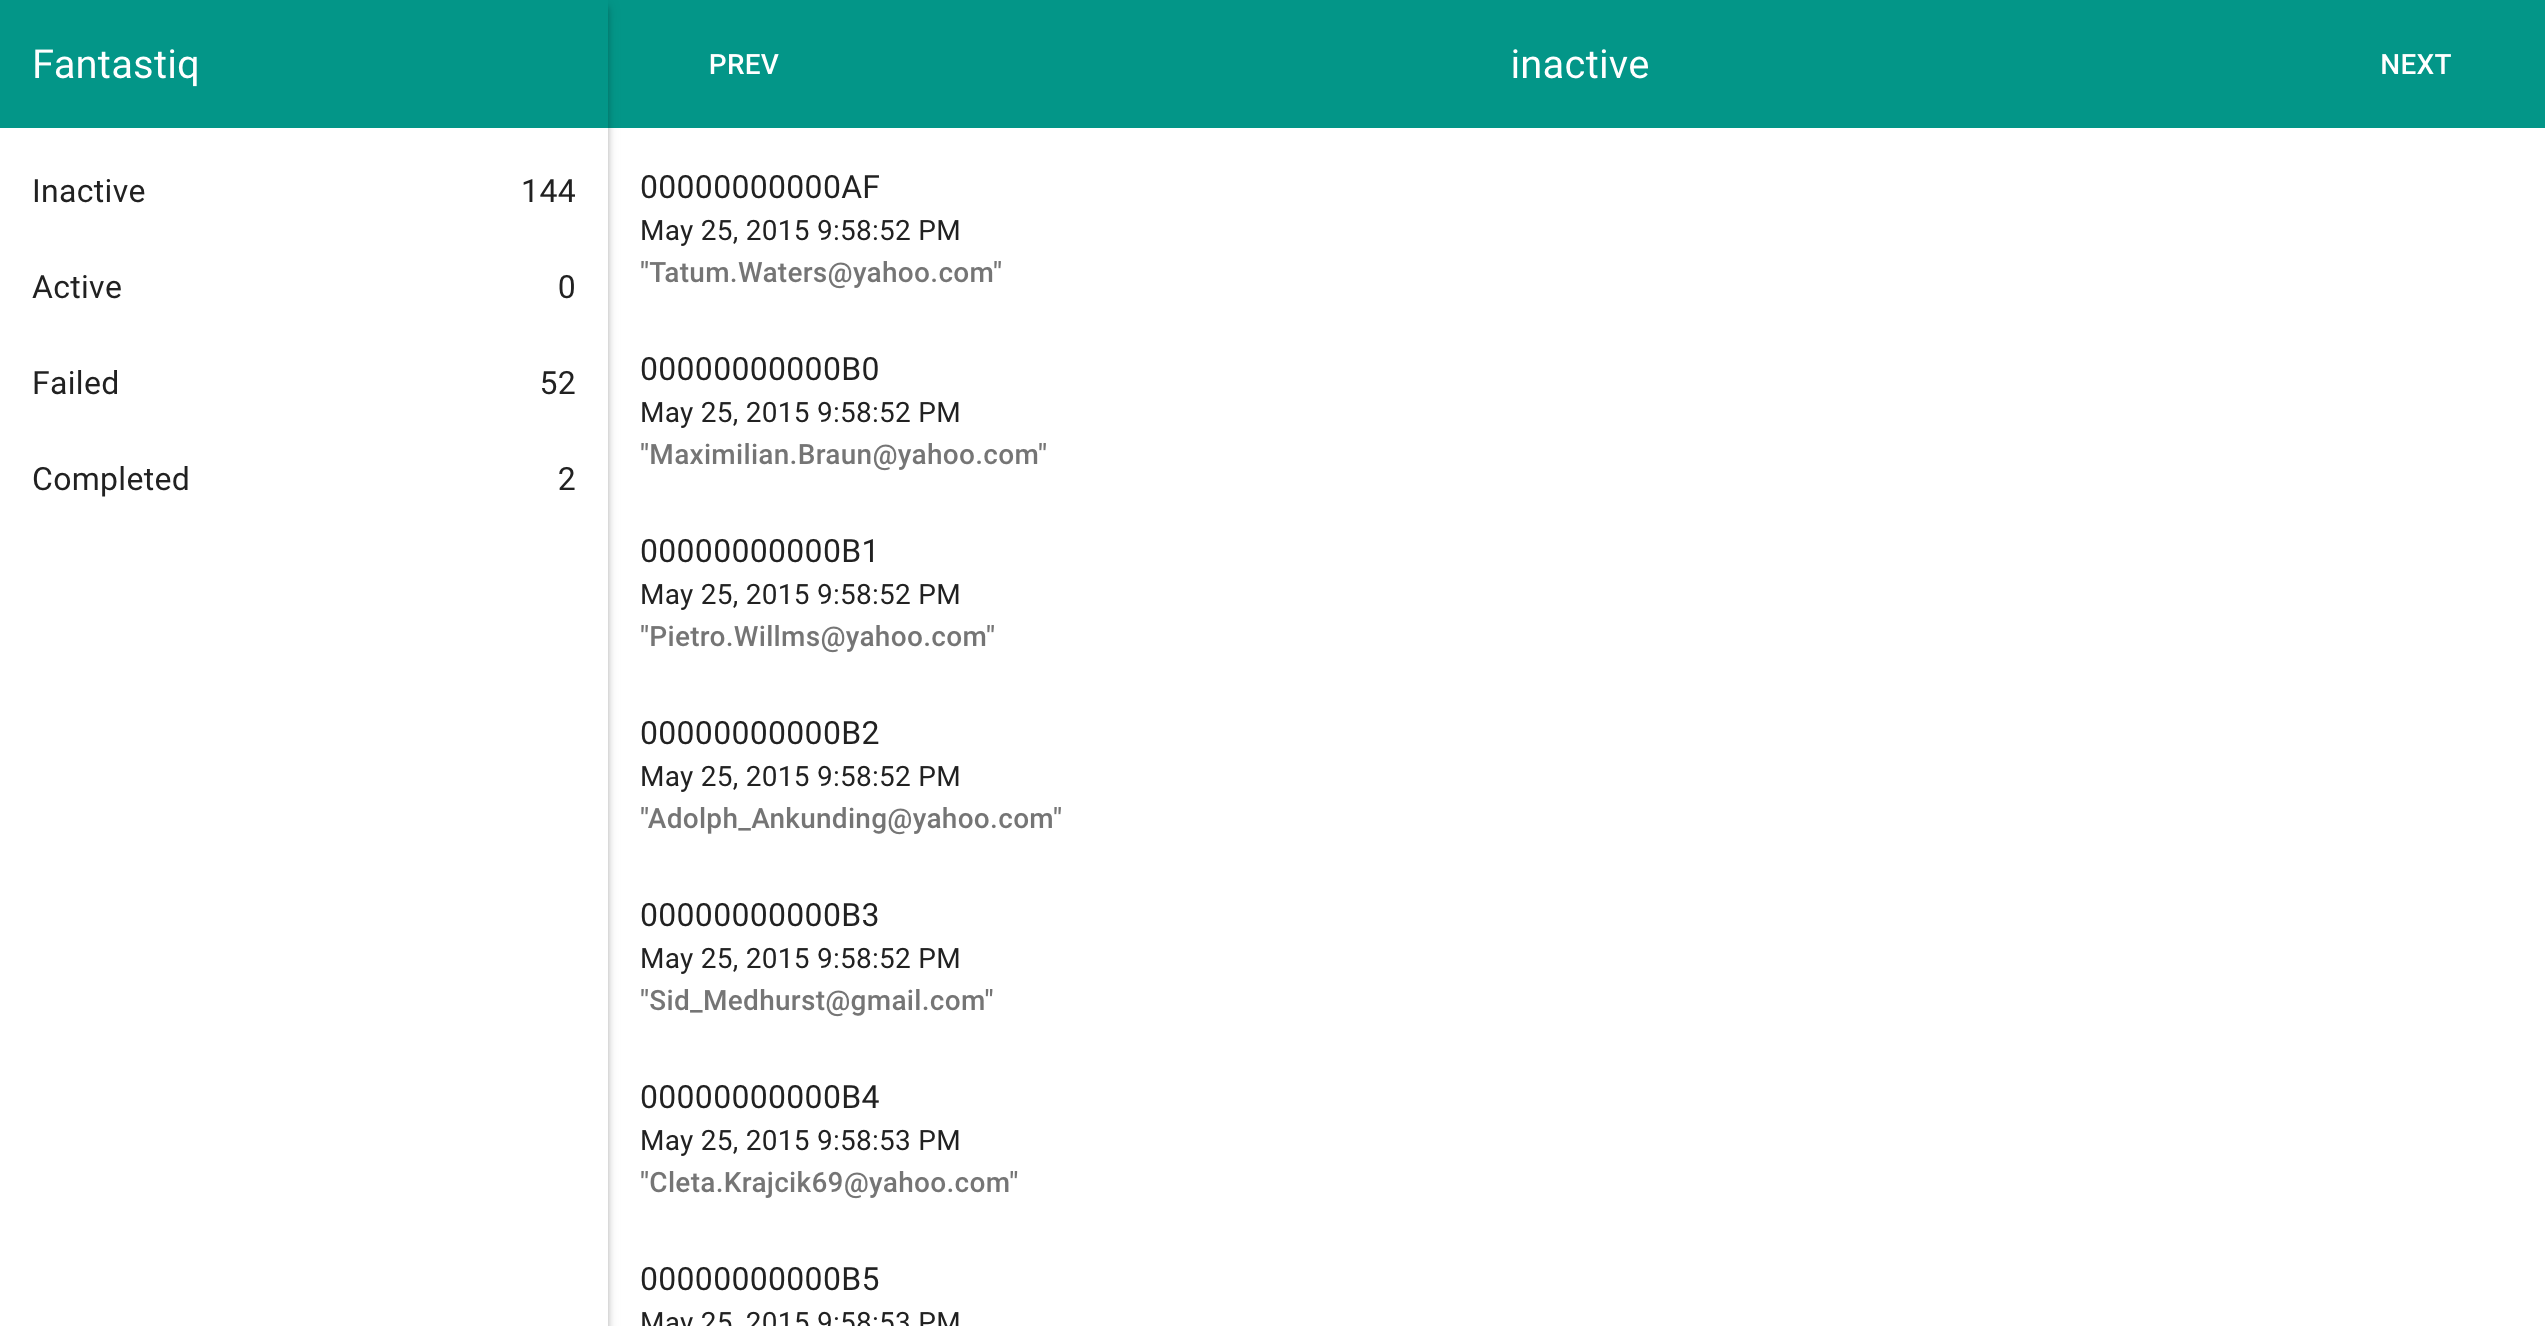 Fantastiq
PREV
inactive
NEXT
Inactive 144
Active 0
Failed 52
Completed 2
00000000000AF
May 25, 2015 9:58:52 PM
"Tatum.Waters@yahoo.com"
00000000000B0
May 25, 2015 9:58:52 PM
"Maximilian.Braun@yahoo.com"
00000000000B1
May 25, 2015 9:58:52 PM
"Pietro.Willms@yahoo.com"
00000000000B2
May 25, 2015 9:58:52 PM
"Adolph_Ankunding@yahoo.com"
00000000000B3
May 25, 2015 9:58:52 PM
"Sid_Medhurst@gmail.com"
00000000000B4
May 25, 2015 9:58:53 PM
"Cleta.Krajcik69@yahoo.com"
00000000000B5
May 25, 2015 9:58:53 PM